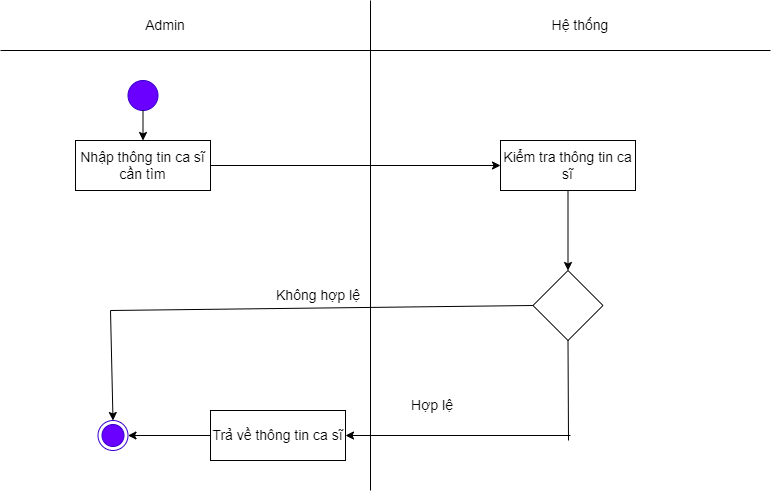 Admin
Hệ thống
Nhập thông tin ca sĩ
cần tìm
Kiểm tra thông tin ca
sĩ
Không hợp lệ
Hợp lệ
Trả về thông tin ca sĩ